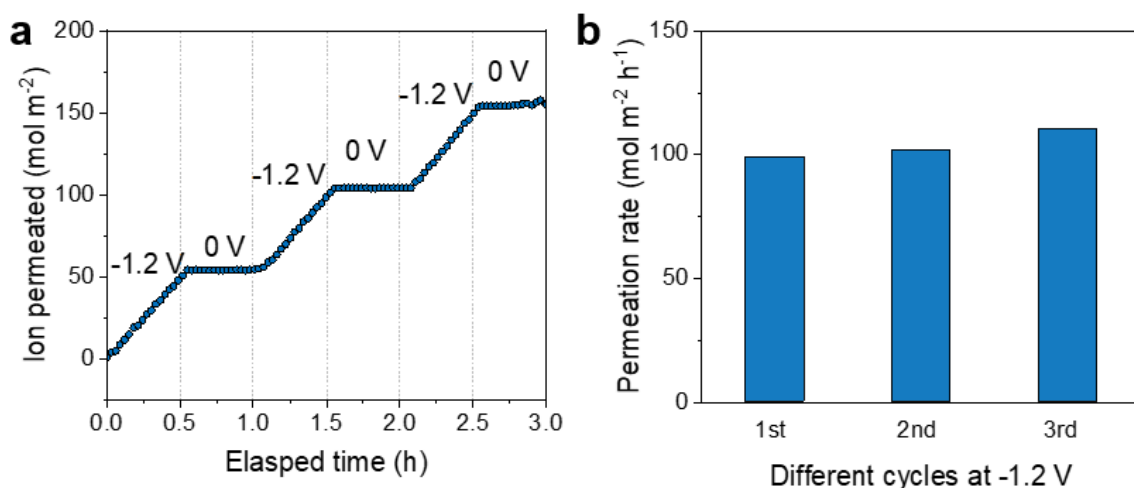 a
Ion permeated (mol m⁻²)
200
150
100
50
0
-1.2 V
0 V
-1.2 V
0 V
-1.2 V
0 V
0.0 0.5 1.0 1.5 2.0 2.5 3.0
Elasped time (h)
b
Permeation rate (mol m⁻² h⁻¹)
150
100
50
0
1st 2nd 3rd
Different cycles at -1.2 V